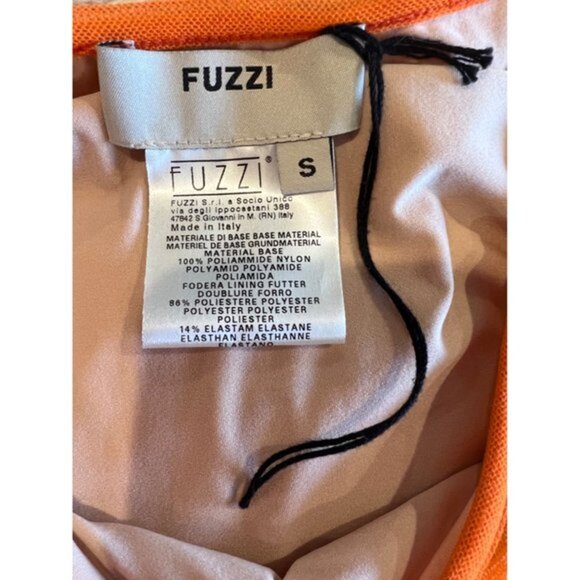 FUZZI
FUZZI®
S
FUZZI S.r.l. a Socio Unico
via degli Ippocastani 388
47842 S.Giovanni in M. (RN) Italy
Made in Italy
MATERIALE DI BASE BASE MATERIAL
MATERIEL DE BASE GRUNDMATERIAL
MATERIAL BASE
100% POLIAMMIDE NYLON
POLYAMID POLYAMIDE
POLIAMIDA
FODERA LINING FUTTER
DOUBLURE FORRO
86% POLIESTERE POLYESTER
POLYESTER POLYESTER
POLIESTER
14% ELASTAM ELASTANE
ELASTHAN ELASTHANNE
ELASTANO